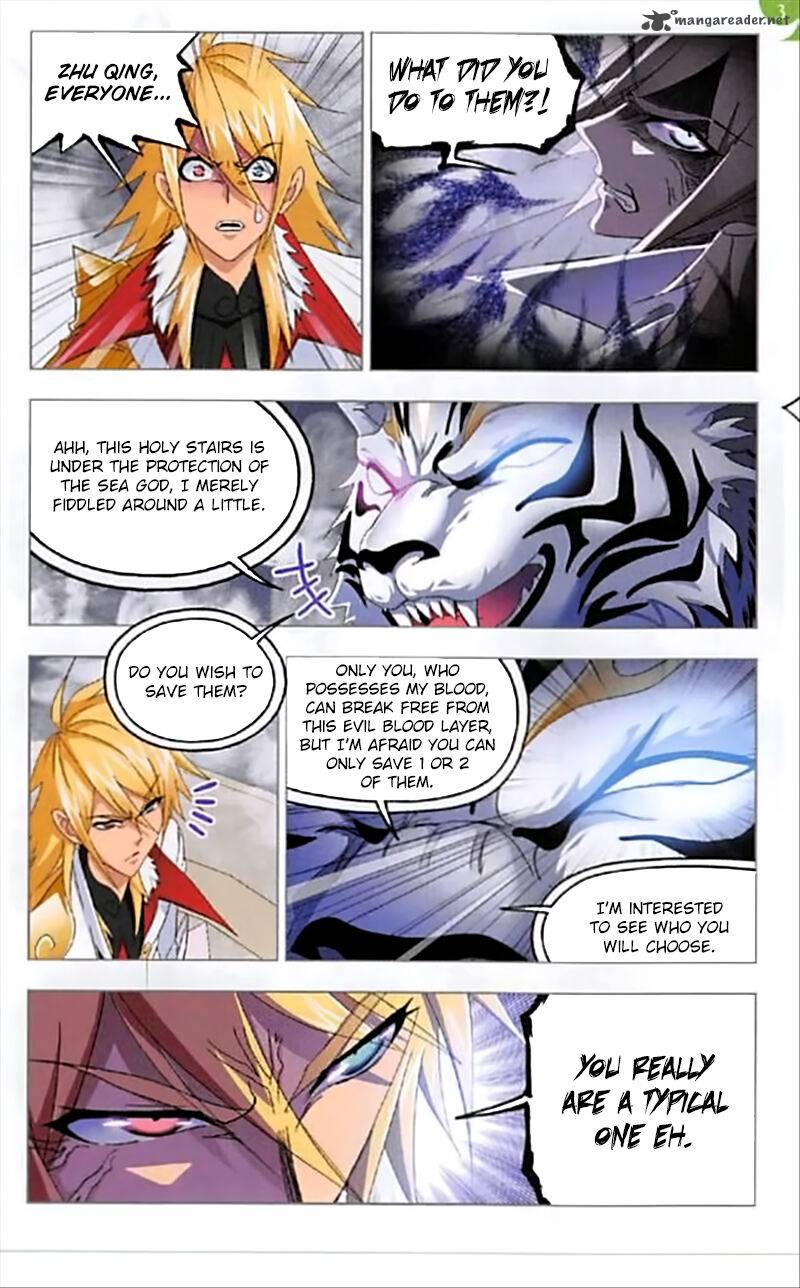 mangareader.net
3
ZHU QING,
EVERYONE...
WHAT DID YOU
DO TO THEM?!
AHH, THIS HOLY STAIRS IS
UNDER THE PROTECTION OF
THE SEA GOD, I MERELY
FIDDLED AROUND A LITTLE.
DO YOU WISH TO
SAVE THEM?
ONLY YOU, WHO
POSSESSES MY BLOOD,
CAN BREAK FREE FROM
THIS EVIL BLOOD LAYER,
BUT I'M AFRAID YOU CAN
ONLY SAVE 1 OR 2
OF THEM.
I'M INTERESTED
TO SEE WHO YOU
WILL CHOOSE.
YOU REALLY
ARE A TYPICAL
ONE EH.